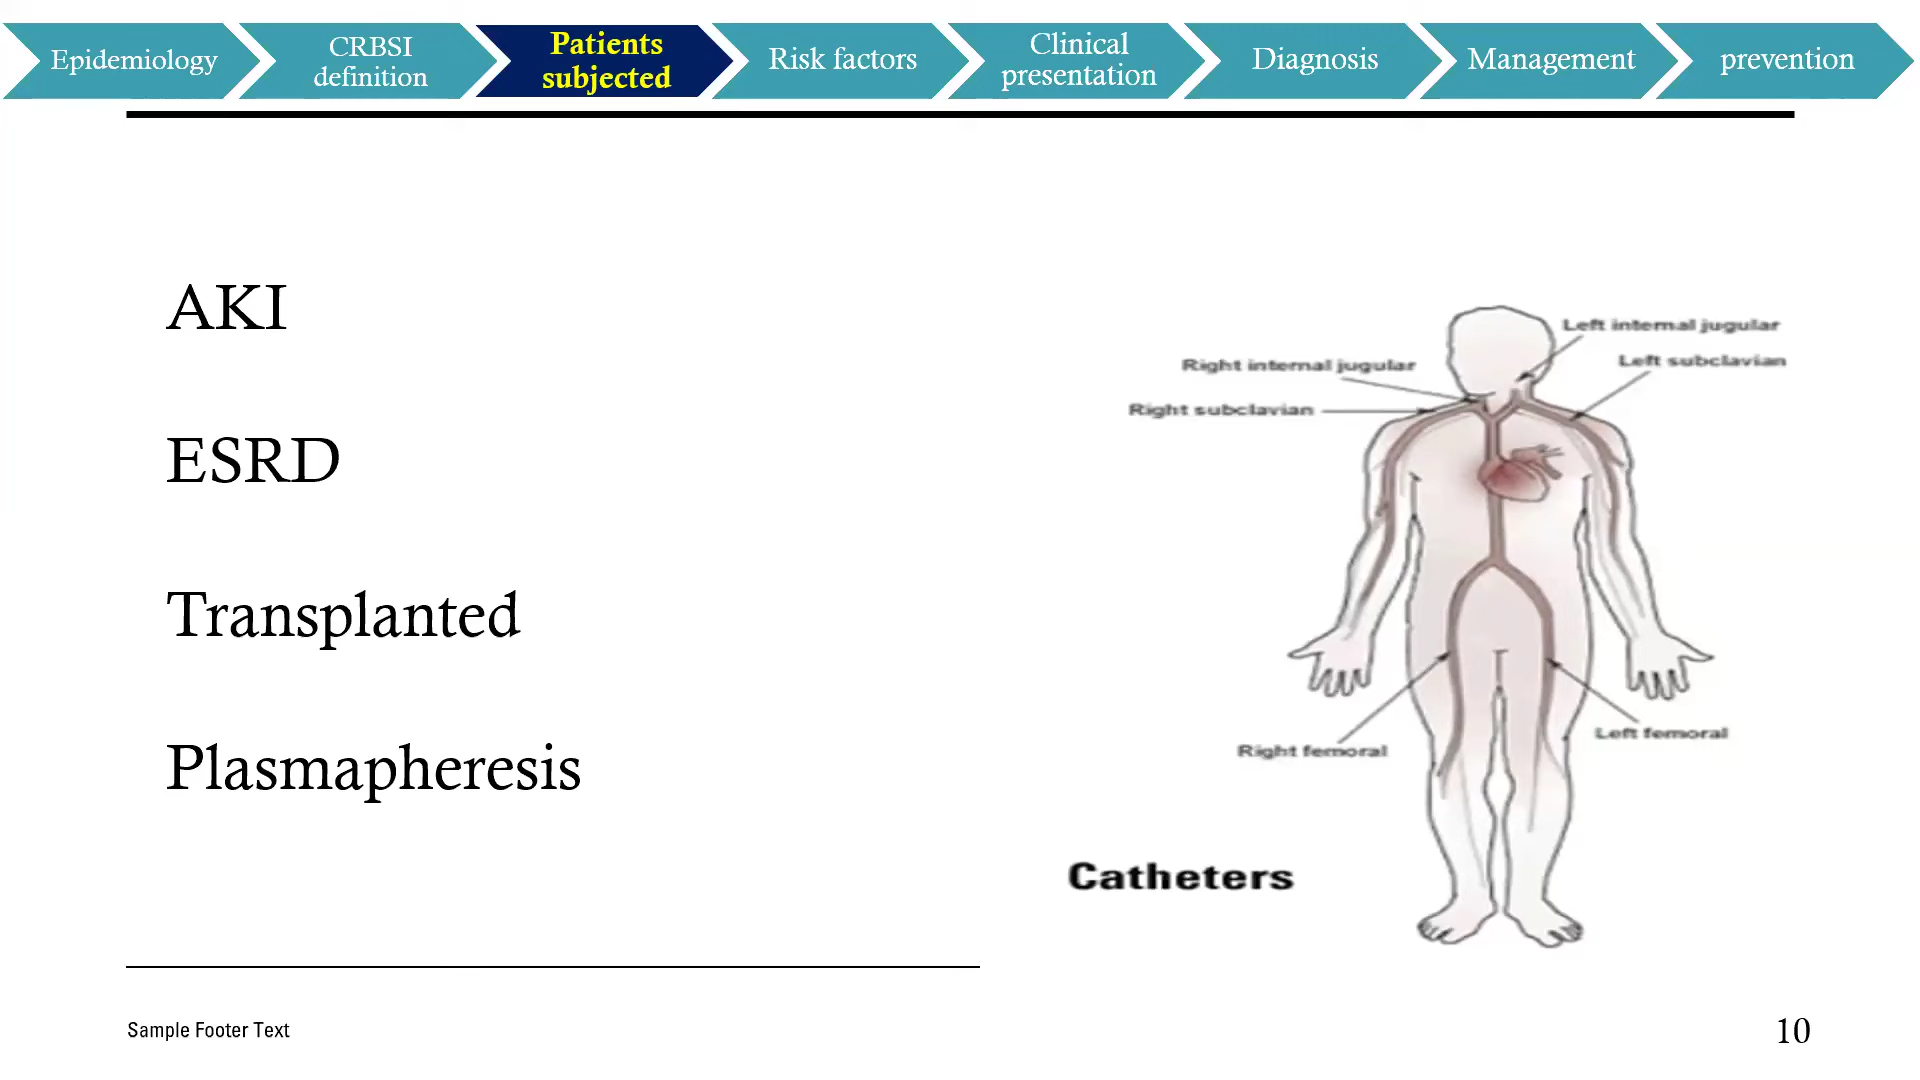 Epidemiology
CRBSI
definition
Patients
subjected
Risk factors
Clinical
presentation
Diagnosis
Management
prevention
AKI
ESRD
Transplanted
Plasmapheresis
Left internal jugular
Left subclavian
Right internal jugular
Right subclavian
Right femoral
Left femoral
Catheters
Sample Footer Text
10